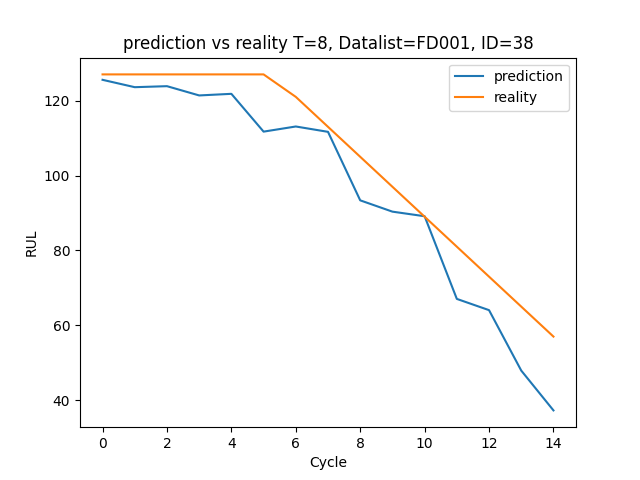 prediction vs reality T=8, Datalist=FD001, ID=38
prediction
reality
120
100
80
60
40
RUL
0 2 4 6 8 10 12 14
Cycle